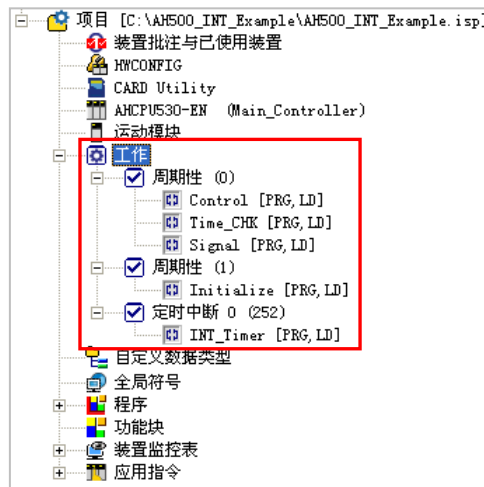 项目 [C:\AH500_INT_Example\AH500_INT_Example.isp]
装置批注与已使用装置
HWCONFIG
CARD Utility
AHCPU530-EN (Main_Controller)
运动模块
工作
周期性 (0)
Control [PRG,LD]
Time_CHK [PRG,LD]
Signal [PRG,LD]
周期性 (1)
Initialize [PRG,LD]
定时中断 0 (252)
INT_Timer [PRG,LD]
自定义数据类型
全局符号
程序
功能块
装置监控表
应用指令